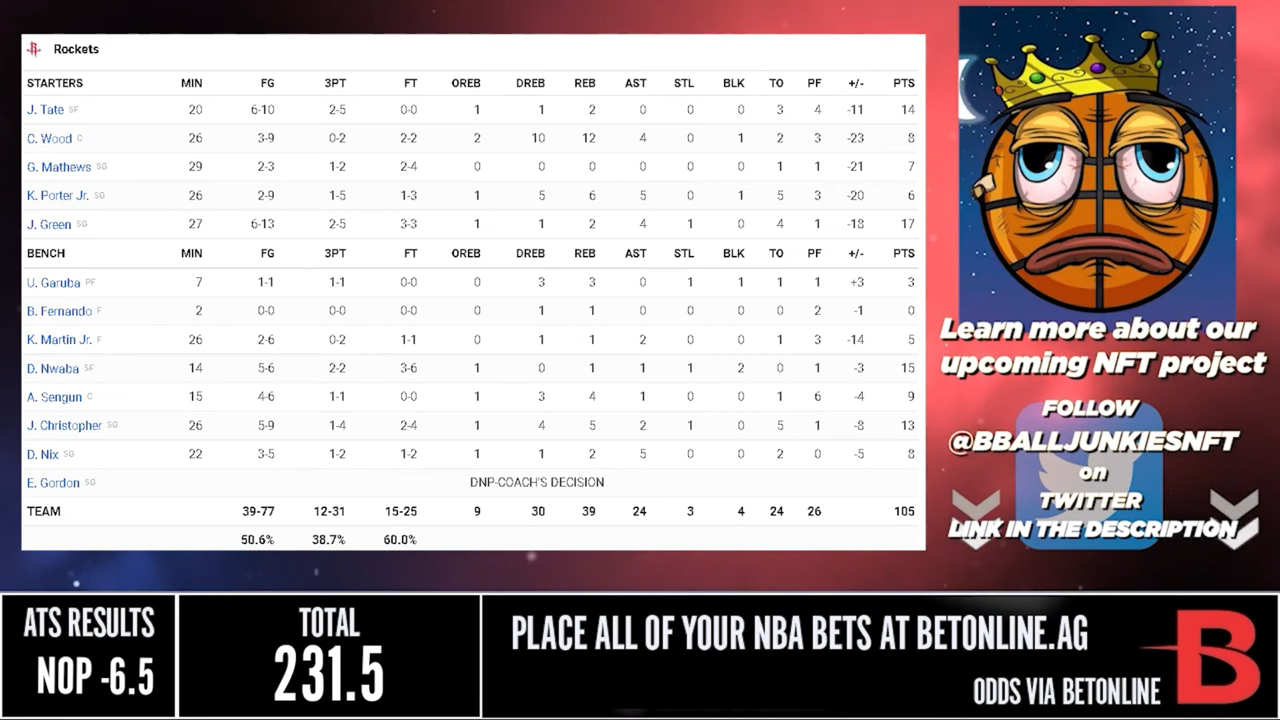 Rockets
STARTERS MIN FG 3PT FT OREB DREB REB AST STL BLK TO PF +/- PTS
J. Tate SF 20 6-10 2-5 0-0 1 1 2 0 0 0 3 4 -11 14
C. Wood C 26 3-9 0-2 2-2 2 10 12 4 0 1 2 3 -23 8
G. Mathews SG 29 2-3 1-2 2-4 0 0 0 0 0 0 1 1 -21 7
K. Porter Jr. SG 26 2-9 1-5 1-3 1 5 6 5 0 1 5 3 -20 6
J. Green SG 27 6-13 2-5 3-3 1 1 2 4 1 0 4 1 -18 17
BENCH MIN FG 3PT FT OREB DREB REB AST STL BLK TO PF +/- PTS
U. Garuba PF 7 1-1 1-1 0-0 0 3 3 0 1 1 1 1 +3 3
B. Fernando F 2 0-0 0-0 0-0 0 1 1 0 0 0 0 2 -1 0
K. Martin Jr. F 26 2-6 0-2 1-1 0 1 1 2 0 0 1 3 -14 5
D. Nwaba SF 14 5-6 2-2 3-6 1 0 1 1 1 2 0 1 -3 15
A. Sengun C 15 4-6 1-1 0-0 1 3 4 1 0 0 1 6 -4 9
J. Christopher SG 26 5-9 1-4 2-4 1 4 5 2 1 0 5 1 -8 13
D. Nix SG 22 3-5 1-2 1-2 1 1 2 5 0 0 2 0 -5 8
E. Gordon SG DNP-COACH'S DECISION
TEAM 39-77 12-31 15-25 9 30 39 24 3 4 24 26 105
50.6% 38.7% 60.0%
Learn more about our
upcoming NFT project
FOLLOW
@BBALLJUNKIESNFT
on
TWITTER
LINK IN THE DESCRIPTION
ATS RESULTS
NOP -6.5
TOTAL
231.5
PLACE ALL OF YOUR NBA BETS AT BETONLINE.AG
ODDS VIA BETONLINE
B